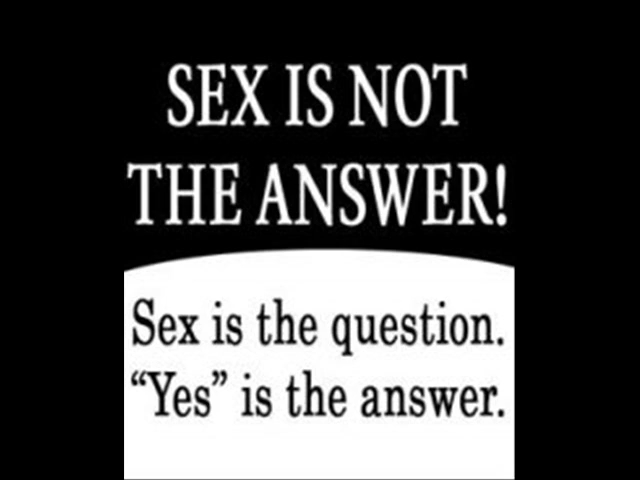 SEX IS NOT
THE ANSWER!
Sex is the question.
“Yes” is the answer.